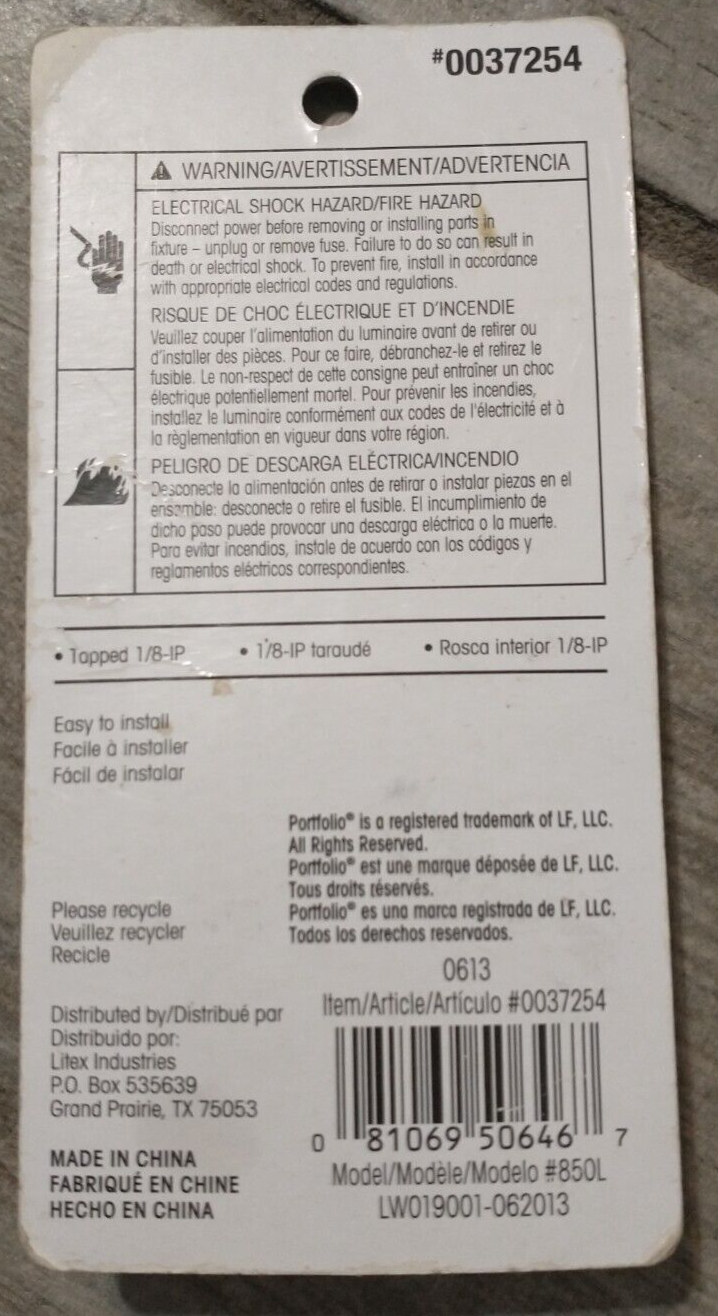 #0037254
WARNING/AVERTISSEMENT/ADVERTENCIA
ELECTRICAL SHOCK HAZARD/FIRE HAZARD
Disconnect power before removing or installing parts in
fixture – unplug or remove fuse. Failure to do so can result in
death or electrical shock. To prevent fire, install in accordance
with appropriate electrical codes and regulations.
RISQUE DE CHOC ÉLECTRIQUE ET D'INCENDIE
Veuillez couper l'alimentation du luminaire avant de retirer ou
d'installer des pièces. Pour ce faire, débranchez-le et retirez le
fusible. Le non-respect de cette consigne peut entraîner un choc
électrique potentiellement mortel. Pour prévenir les incendies,
installez le luminaire conformément aux codes de l'électricité et à
la règlementation en vigueur dans votre région.
PELIGRO DE DESCARGA ELÉCTRICA/INCENDIO
Desconecte la alimentación antes de retirar o instalar piezas en el
ensamble: desconecte o retire el fusible. El incumplimiento de
dicho paso puede provocar una descarga eléctrica o la muerte.
Para evitar incendios, instale de acuerdo con los códigos y
reglamentos eléctricos correspondientes.
• Tapped 1/8-IP • 1/8-IP taraudé • Rosca interior 1/8-IP
Easy to install
Facile à installer
Fácil de instalar
Portfolio® is a registered trademark of LF, LLC.
All Rights Reserved.
Portfolio® est une marque déposée de LF, LLC.
Tous droits réservés.
Portfolio® es una marca registrada de LF, LLC.
Todos los derechos reservados.
Please recycle
Veuillez recycler
Recicle
0613
Item/Article/Artículo #0037254
Distributed by/Distribué par
Distribuido por:
Litex Industries
P.O. Box 535639
Grand Prairie, TX 75053
0 81069 50646 7
MADE IN CHINA
FABRIQUÉ EN CHINE
HECHO EN CHINA
Model/Modèle/Modelo #850L
LW019001-062013